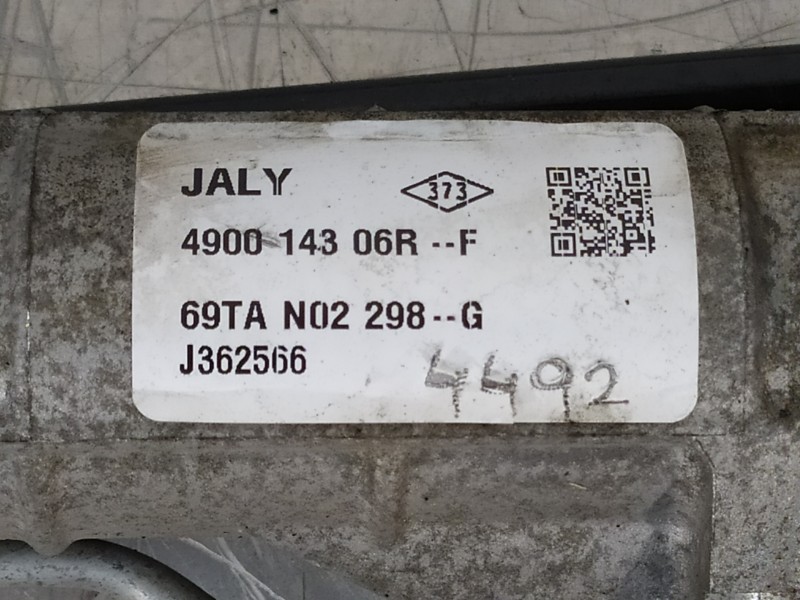 JALY
373
4900 143 06R --F
69TA N02 298--G
J362566
4492